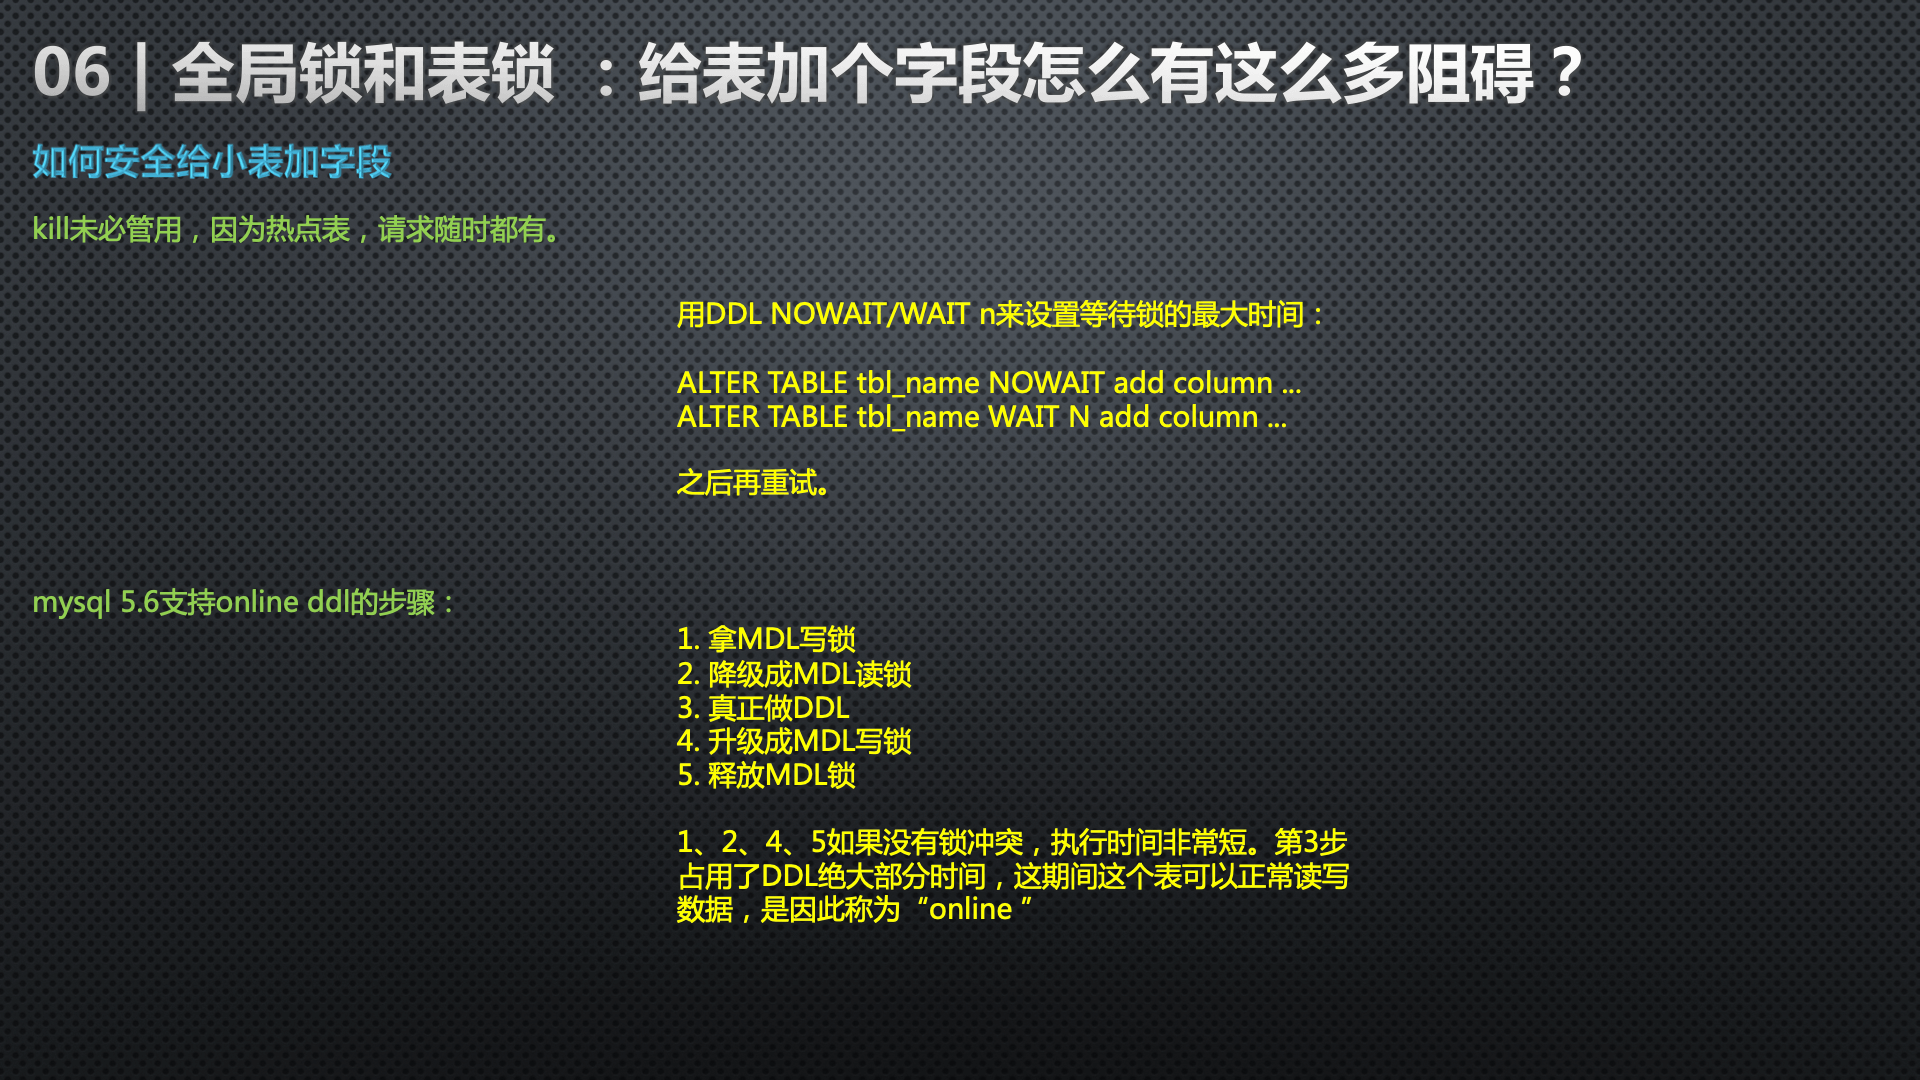 06 | 全局锁和表锁 ：给表加个字段怎么有这么多阻碍？
如何安全给小表加字段
kill未必管用，因为热点表，请求随时都有。
用DDL NOWAIT/WAIT n来设置等待锁的最大时间：
ALTER TABLE tbl_name NOWAIT add column ...
ALTER TABLE tbl_name WAIT N add column ...
之后再重试。
mysql 5.6支持online ddl的步骤：
1. 拿MDL写锁
2. 降级成MDL读锁
3. 真正做DDL
4. 升级成MDL写锁
5. 释放MDL锁
1、2、4、5如果没有锁冲突，执行时间非常短。第3步
占用了DDL绝大部分时间，这期间这个表可以正常读写
数据，是因此称为“online ”